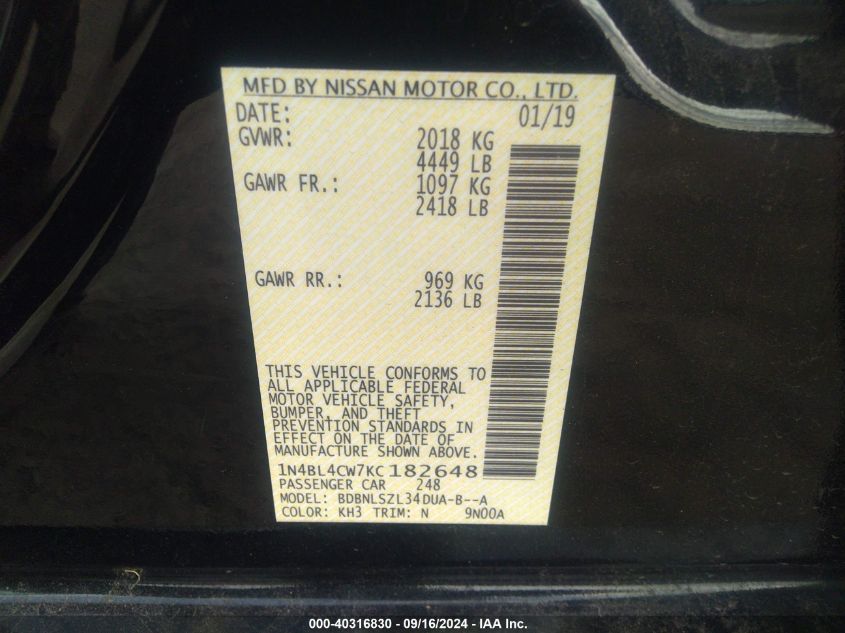 MFD BY NISSAN MOTOR CO., LTD.
DATE: 01/19
GVWR: 2018 KG
4449 LB
GAWR FR.: 1097 KG
2418 LB
GAWR RR.: 969 KG
2136 LB
THIS VEHICLE CONFORMS TO
ALL APPLICABLE FEDERAL
MOTOR VEHICLE SAFETY,
BUMPER, AND THEFT
PREVENTION STANDARDS IN
EFFECT ON THE DATE OF
MANUFACTURE SHOWN ABOVE.
1N4BL4CW7KC182648
PASSENGER CAR 248
MODEL: BDBNLSZL34DUA-B--A
COLOR: KH3 TRIM: N 9N00A
000-40316830 - 09/16/2024 - IAA Inc.